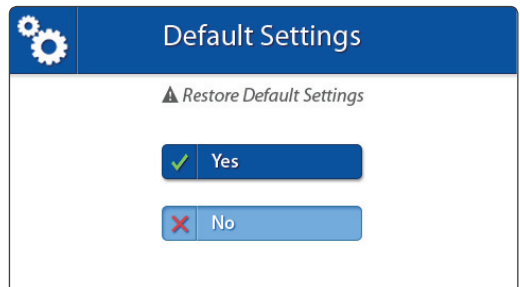 Default Settings
Restore Default Settings
Yes
No